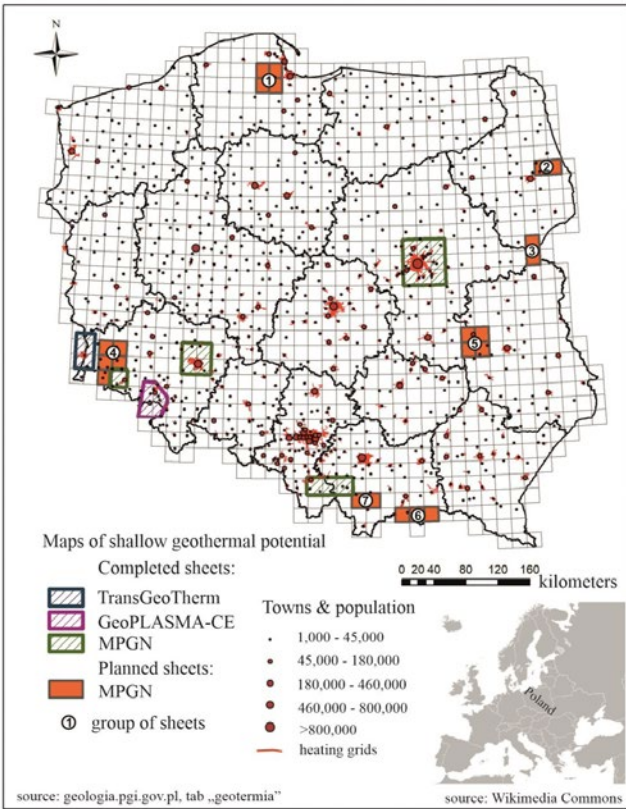 N
①
②
③
④
⑤
⑦
⑥
Maps of shallow geothermal potential
Completed sheets:
TransGeoTherm
GeoPLASMA-CE
MPGN
Planned sheets:
MPGN
① group of sheets
0 20 40 80 120 160
kilometers
Towns & population
1,000 - 45,000
45,000 - 180,000
180,000 - 460,000
460,000 - 800,000
>800,000
heating grids
Poland
source: geologia.pgi.gov.pl, tab „geotermia”
source: Wikimedia Commons